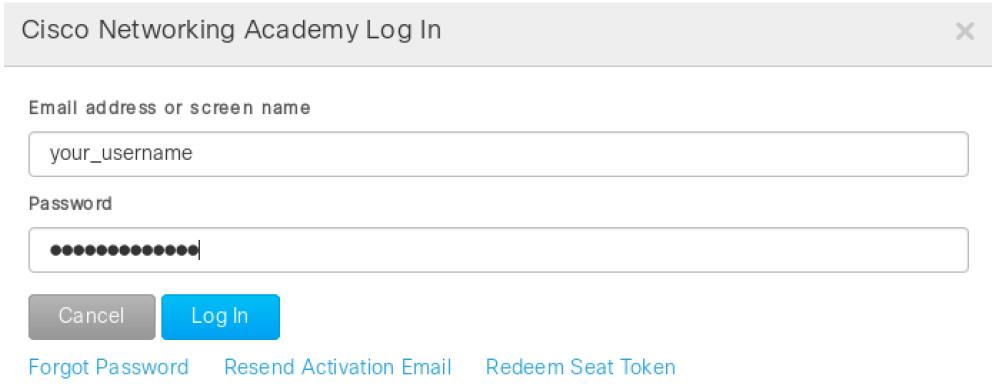 Cisco Networking Academy Log In
Email address or screen name
your_username
Password
●●●●●●●●●●●●●
Cancel Log In
Forgot Password Resend Activation Email Redeem Seat Token